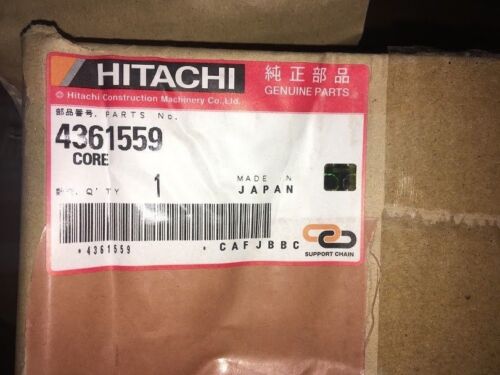 HITACHI
純正部品
GENUINE PARTS
Hitachi Construction Machinery Co., Ltd.
部品番号. PARTS No.
4361559
CORE
Q'TY 1
MADE IN
JAPAN
*4361559 * CAFJBBC
SUPPORT CHAIN